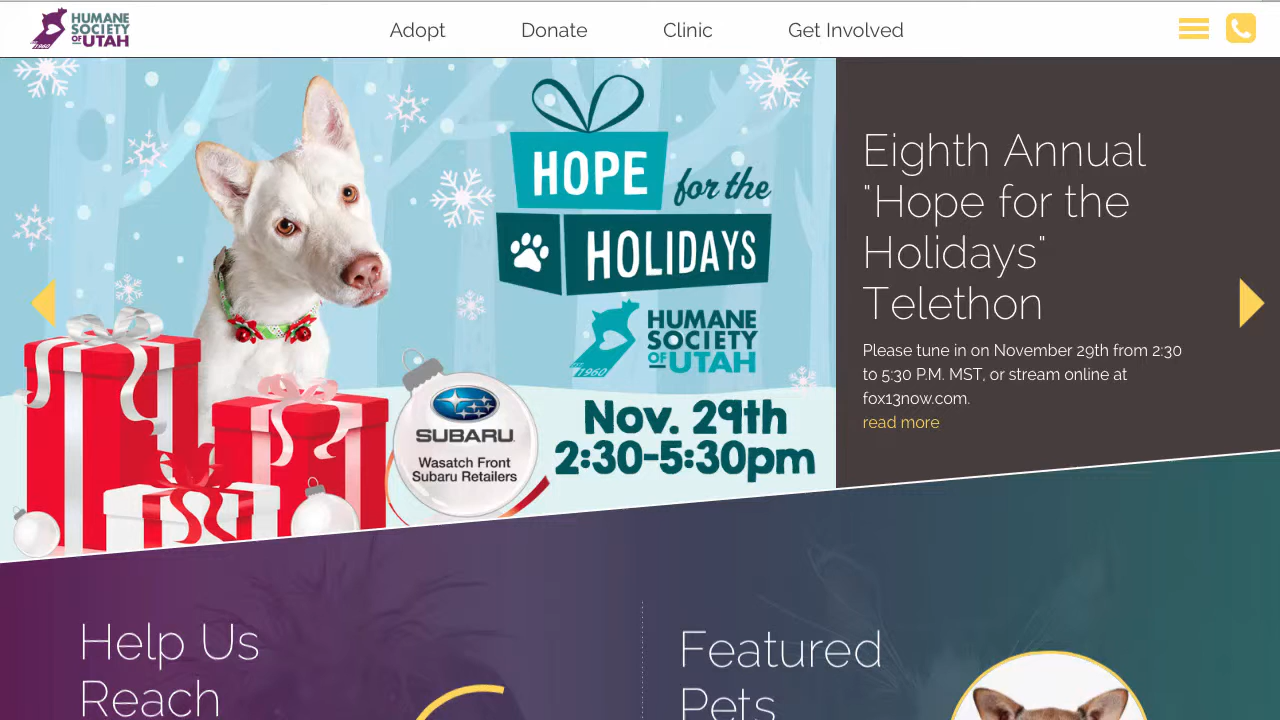 HUMANE
SOCIETY
OF UTAH
1960
Adopt
Donate
Clinic
Get Involved
HOPE
for the
HOLIDAYS
HUMANE
SOCIETY
OF UTAH
EST. 1960
SUBARU
Wasatch Front
Subaru Retailers
Nov. 29th
2:30-5:30pm
Eighth Annual
"Hope for the
Holidays"
Telethon
Please tune in on November 29th from 2:30
to 5:30 P.M. MST, or stream online at
fox13now.com.
read more
Help Us
Reach
Featured
Pets